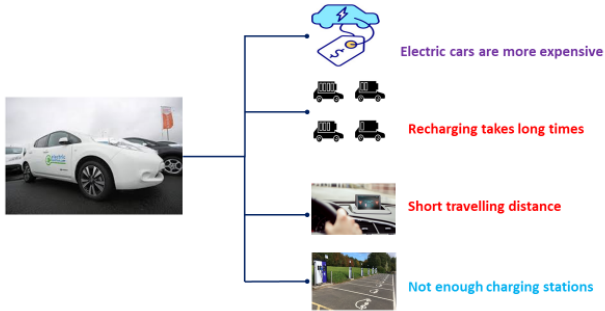 Electric cars are more expensive
Recharging takes long times
Short travelling distance
Not enough charging stations